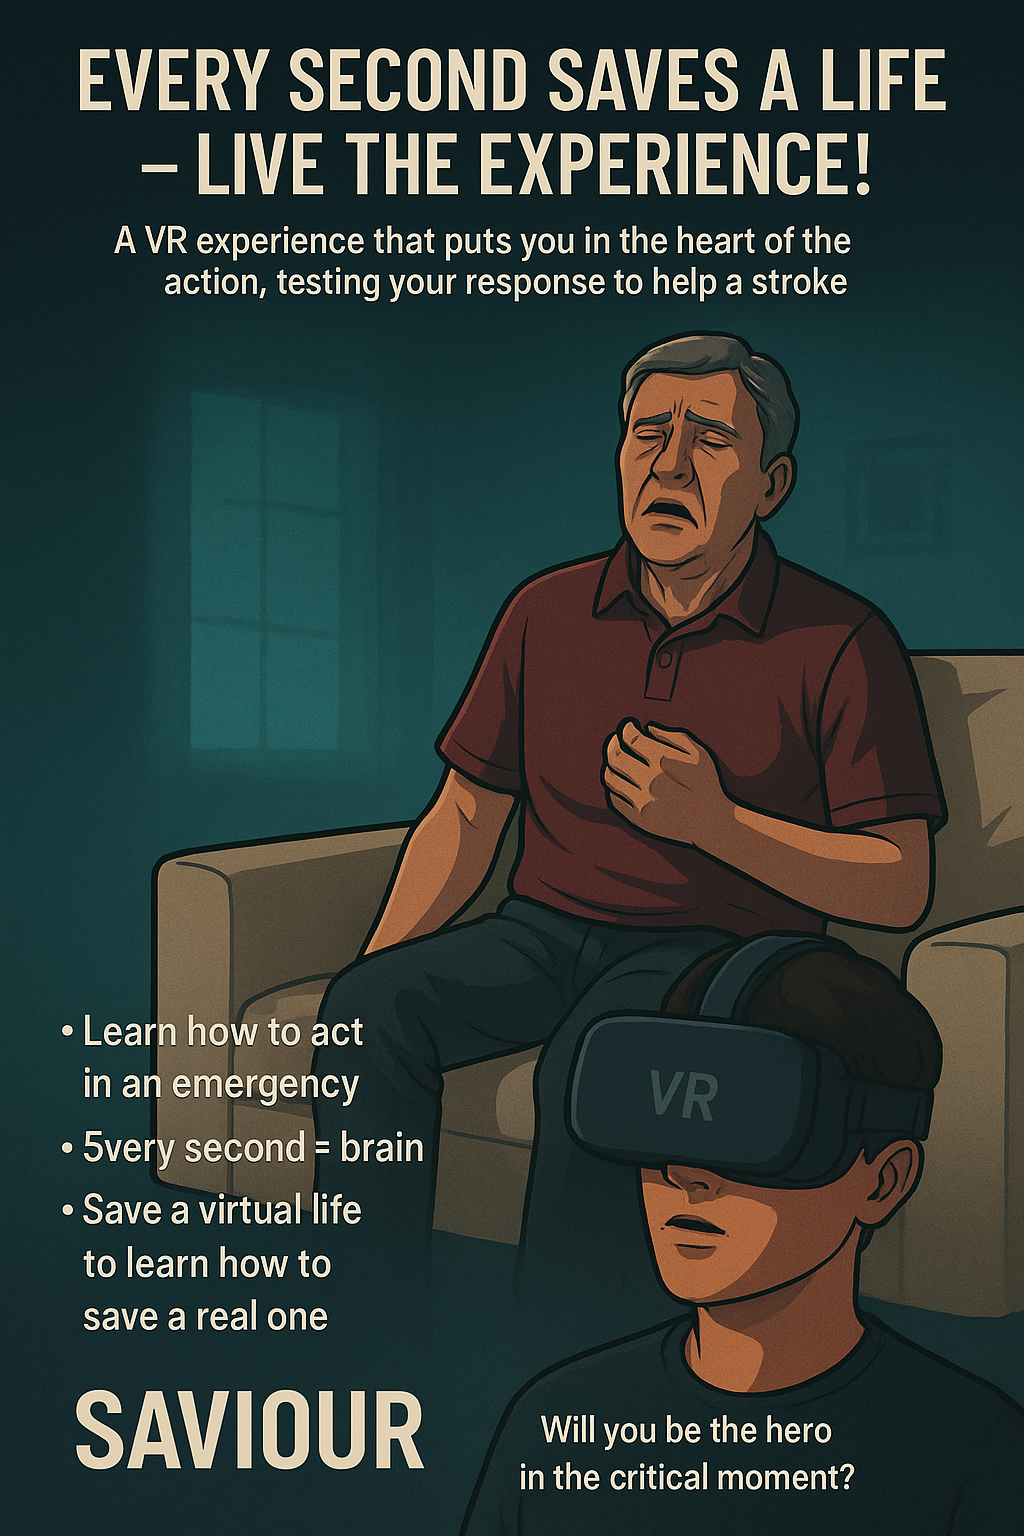 EVERY SECOND SAVES A LIFE
– LIVE THE EXPERIENCE!
A VR experience that puts you in the heart of the
action, testing your response to help a stroke
VR
• Learn how to act
in an emergency
• 5very second = brain
• Save a virtual life
to learn how to
save a real one
SAVIOUR
Will you be the hero
in the critical moment?